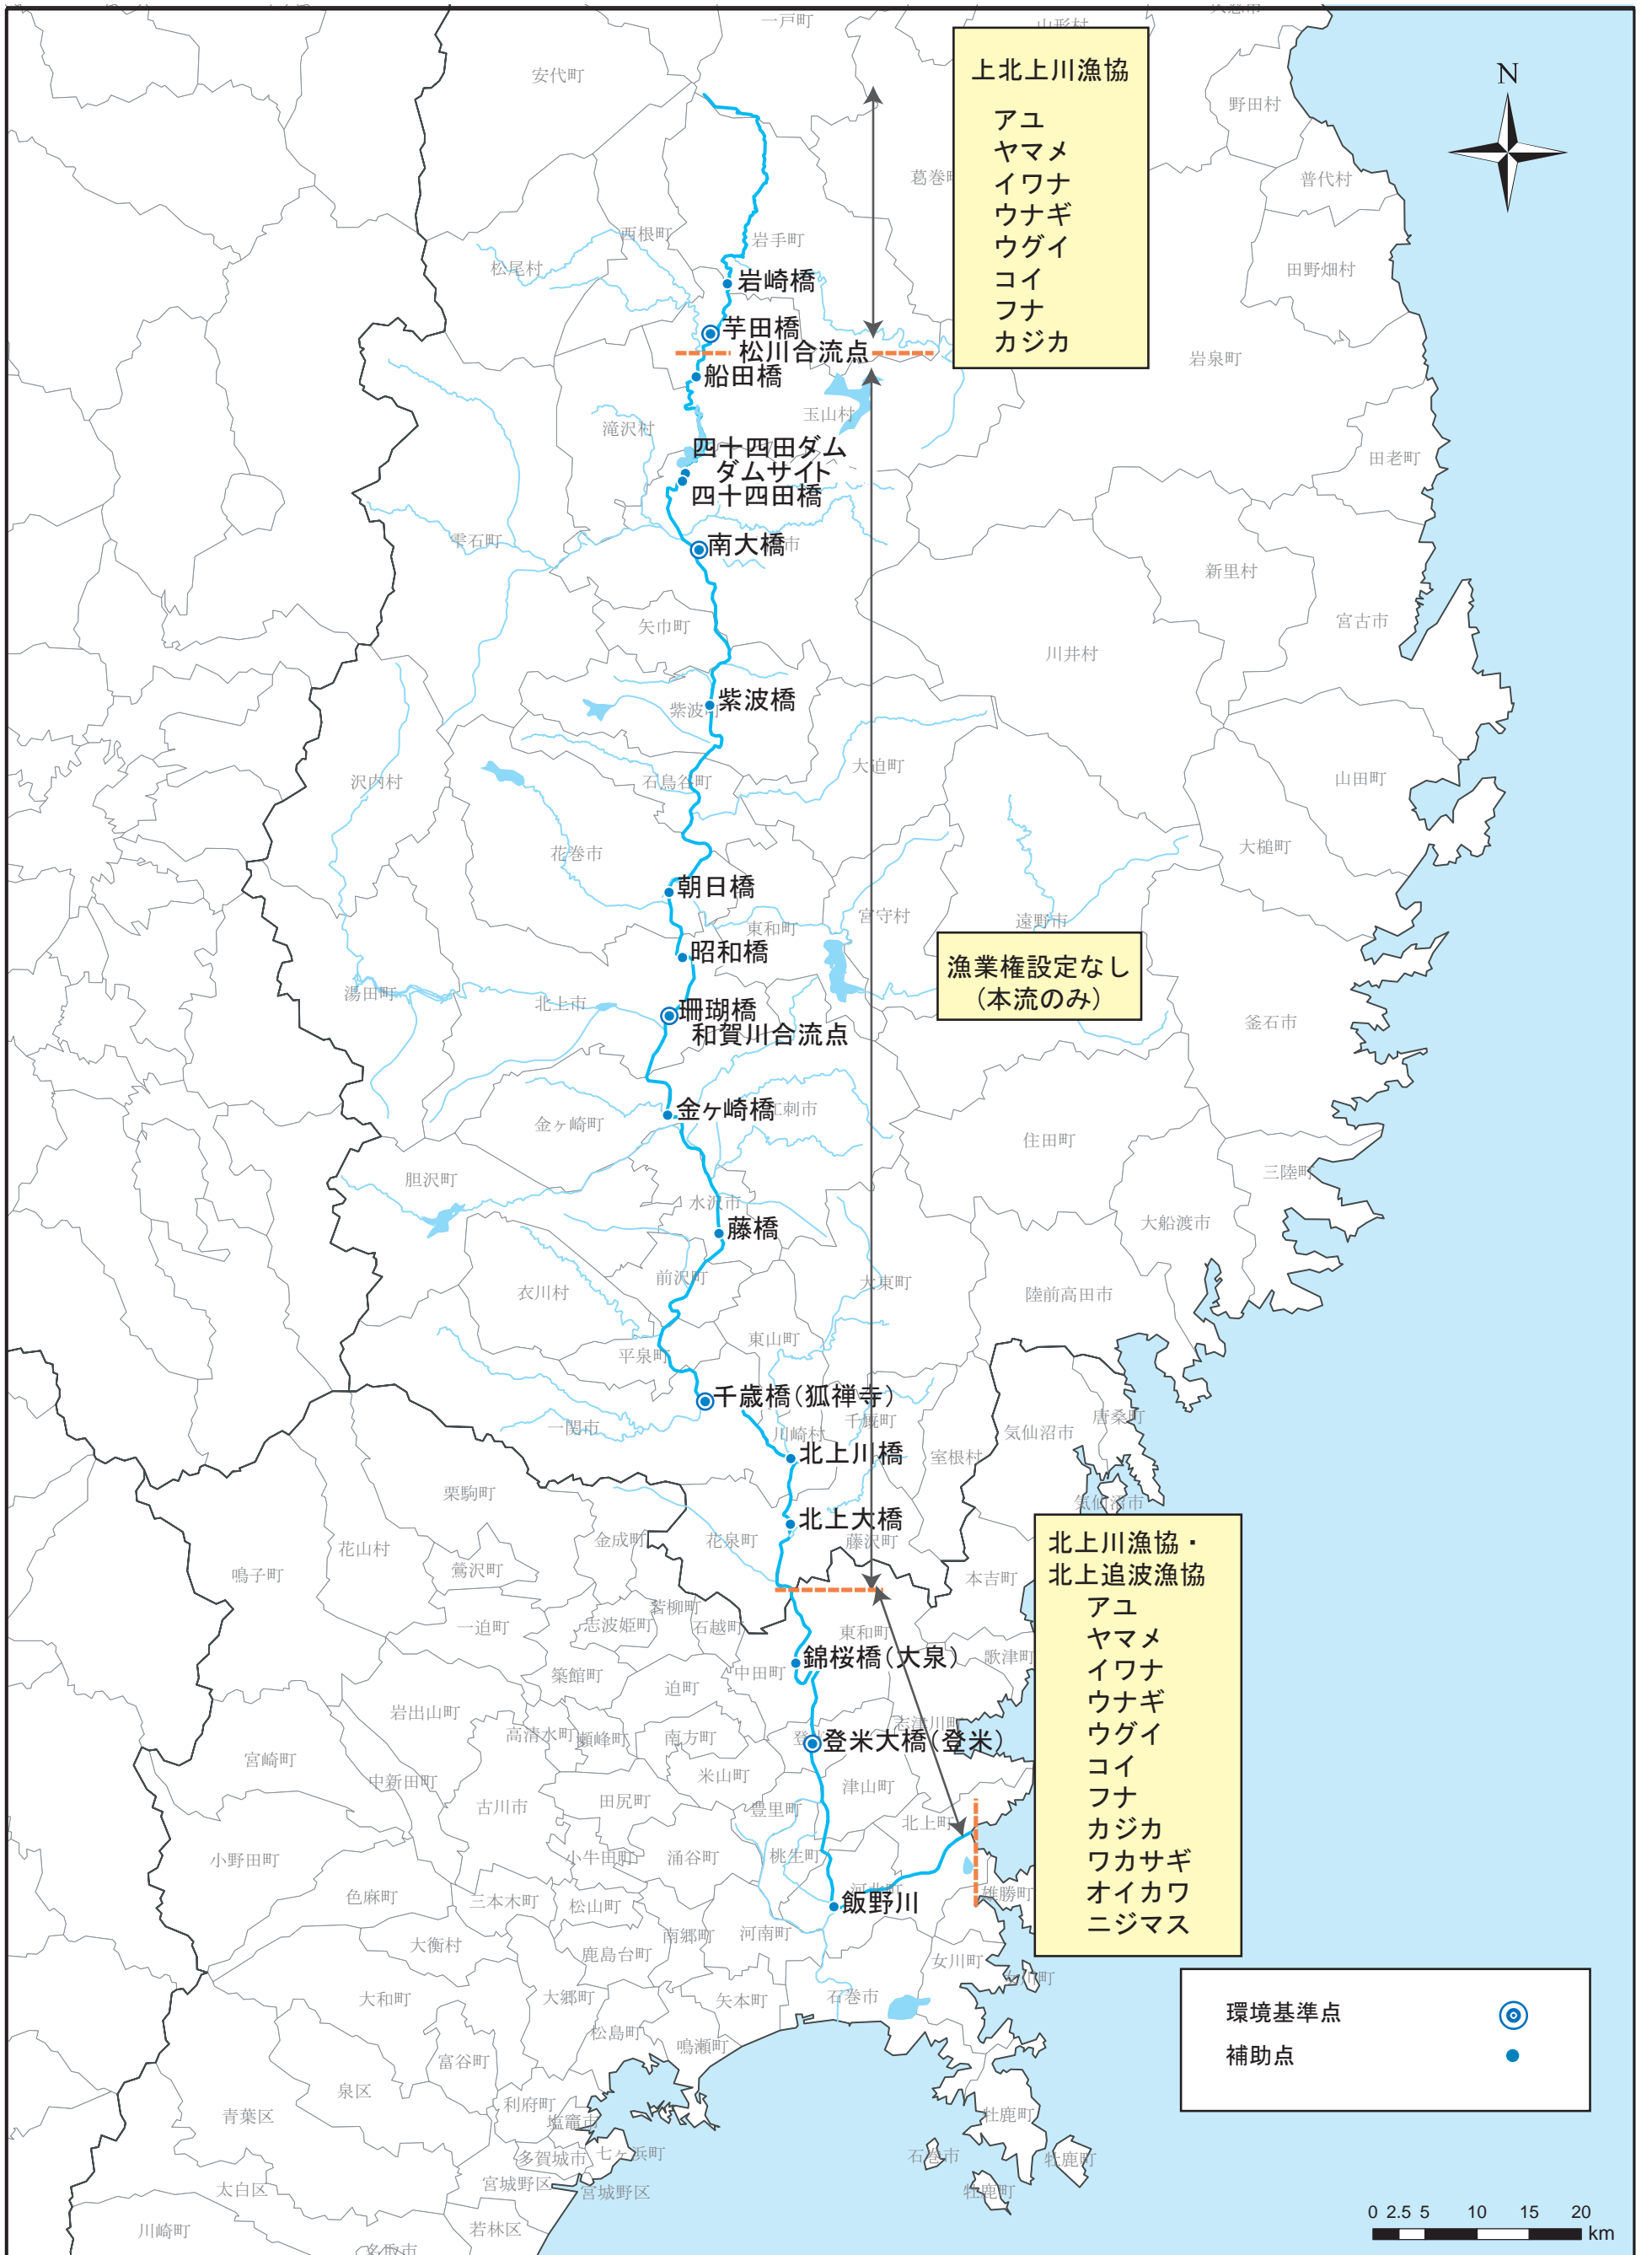 一戸町
安代町
上北上川漁協
アユ
ヤマメ
イワナ
ウナギ
ウグイ
コイ
フナ
カジカ
N
野田村
普代村
田野畑村
西根町
岩手町
松尾村
岩崎橋
芋田橋
松川合流点
船田橋
岩泉町
玉山村
滝沢村
四十四田ダム
ダムサイト
四十四田橋
田老町
雫石町
南大橋
新里村
宮古市
矢巾町
川井村
紫波橋
大迫町
石鳥谷町
沢内村
山田町
大槌町
花巻市
朝日橋
宮守村
遠野市
東和町
昭和橋
漁業権設定なし
(本流のみ)
湯田町
北上市
珊瑚橋
和賀川合流点
釜石市
金ヶ崎橋
金ヶ崎町
江刺市
住田町
胆沢町
三陸町
水沢市
大船渡市
藤橋
前沢町
大東町
衣川村
陸前高田市
東山町
平泉町
千歳橋(狐禅寺)
千厩町
唐桑町
気仙沼市
一関市
川崎村
室根村
北上川橋
栗駒町
気仙沼市
北上大橋
金成町
花泉町
藤沢町
花山村
鶯沢町
鳴子町
本吉町
北上川漁協・
北上追波漁協
アユ
ヤマメ
イワナ
ウナギ
ウグイ
コイ
フナ
カジカ
ワカサギ
オイカワ
ニジマス
若柳町
志波姫町
石越町
一迫町
東和町
歌津町
錦桜橋(大泉)
中田町
築館町
迫町
岩出山町
志津川町
高清水町
瀬峰町
南方町
登米大橋(登米)
宮崎町
米山町
中新田町
津山町
古川市
田尻町
豊里町
北上町
小野田町
小牛田町
涌谷町
桃生町
色麻町
三本木町
松山町
河北町
飯野川
雄勝町
南郷町
河南町
大衡村
鹿島台町
女川町
女川町
大和町
大郷町
矢本町
石巻市
松島町
鳴瀬町
富谷町
泉区
利府町
青葉区
塩竈市
多賀城市
七ヶ浜町
宮城野区
宮城野区
太白区
若林区
川崎町
名取市
牡鹿町
石巻市
牡鹿町
牡鹿町
環境基準点
補助点
0 2.5 5 10 15 20
km